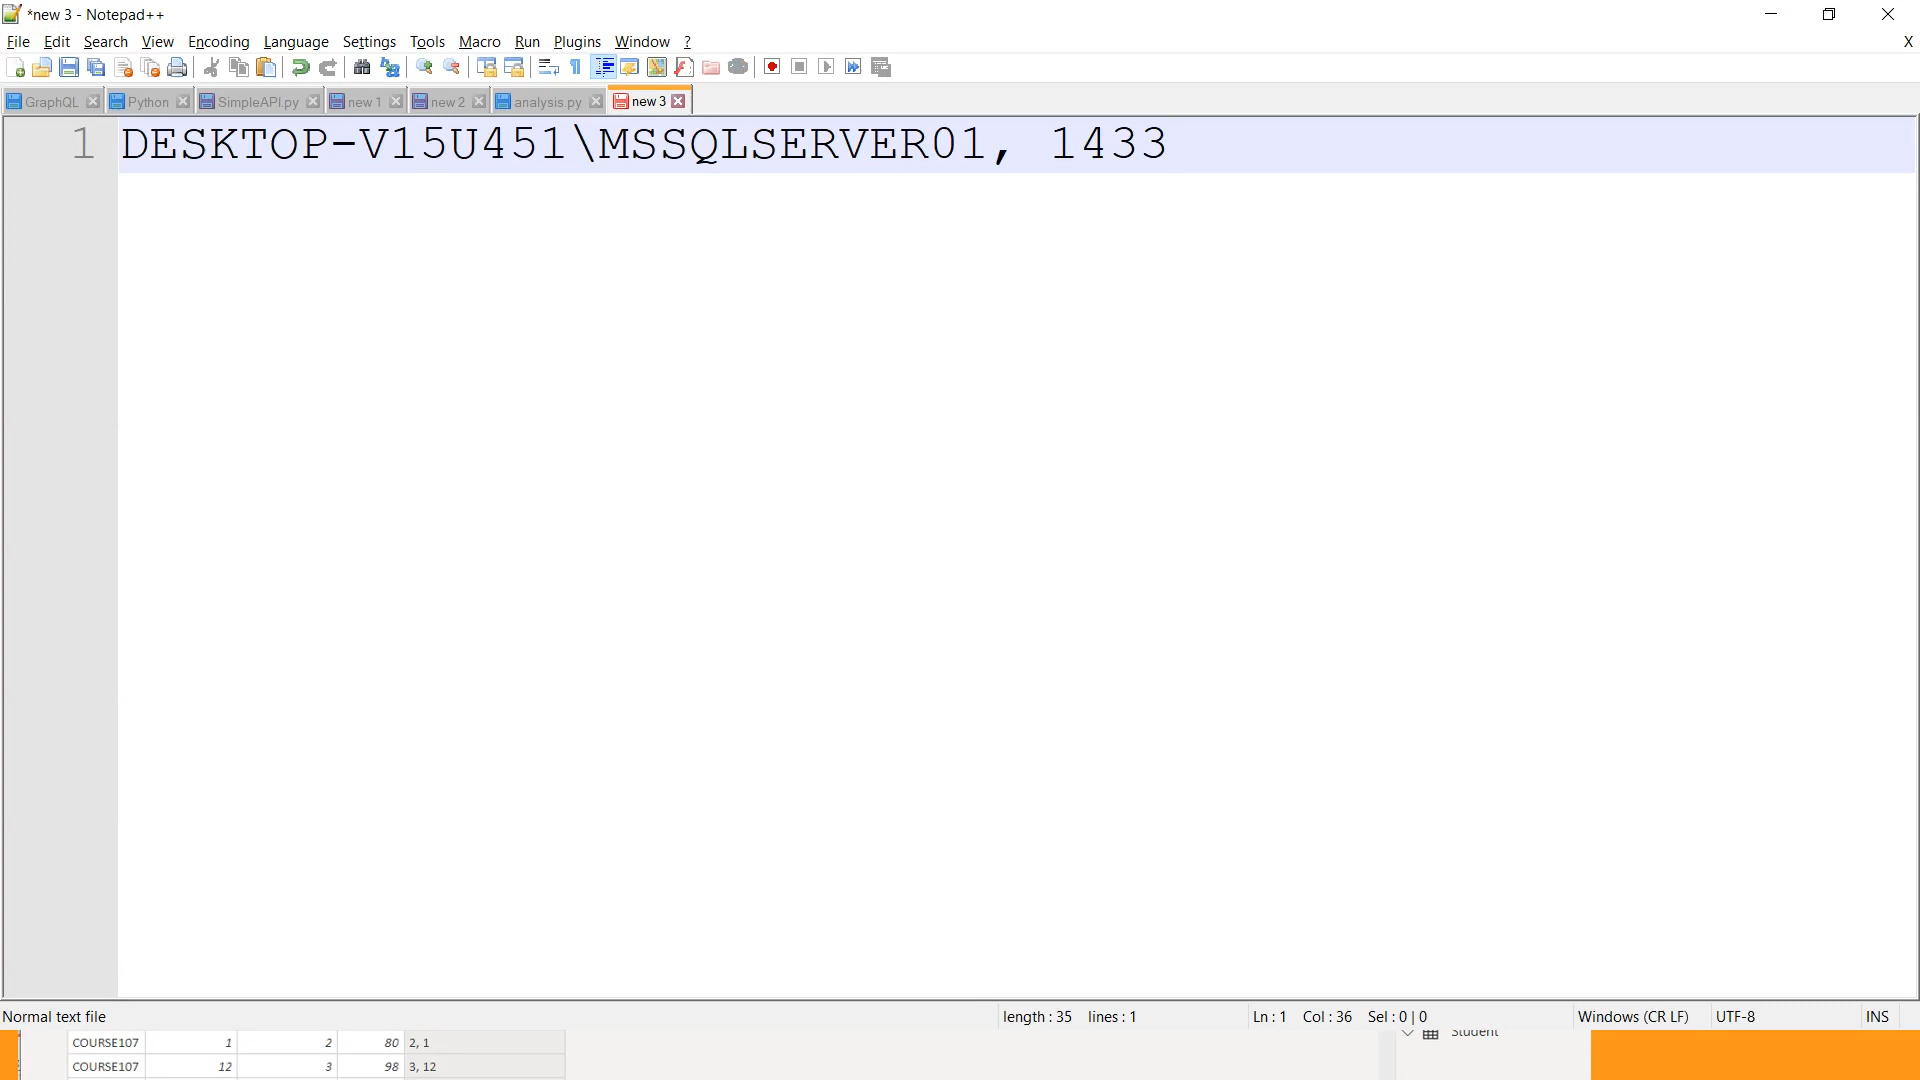 *new 3 - Notepad++
File Edit Search View Encoding Language Settings Tools Macro Run Plugins Window ? X
GraphQL Python SimpleAPI.py new 1 new 2 analysis.py new 3
1 DESKTOP-V15U451\MSSQLSERVER01, 1433
Normal text file length : 35 lines : 1 Ln : 1 Col : 36 Sel : 0 | 0 Windows (CR LF) UTF-8 INS
Student
COURSE107 1 2 80 2, 1
COURSE107 12 3 98 3, 12